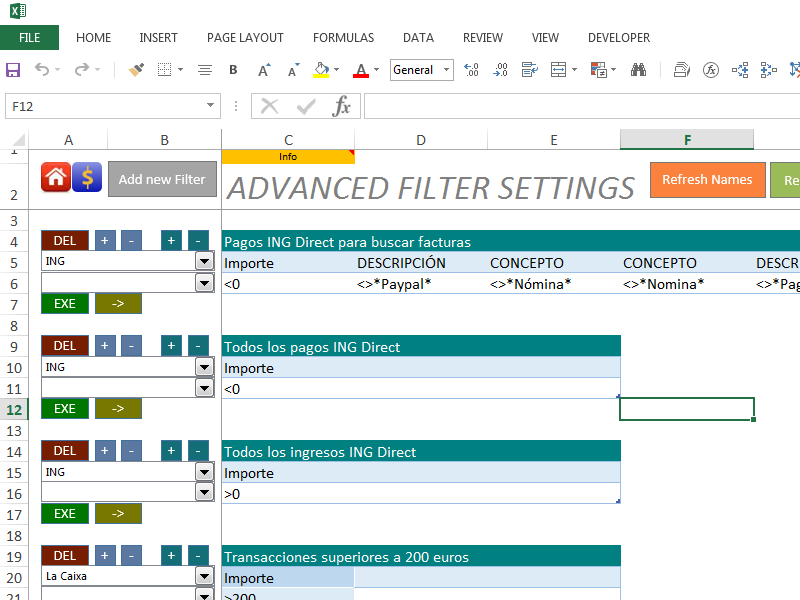 FILE HOME INSERT PAGE LAYOUT FORMULAS DATA REVIEW VIEW DEVELOPER
B A A A General
F12 fx
A B C D E F
1 Info
2 Add new Filter ADVANCED FILTER SETTINGS Refresh Names Re
3
4 DEL + - + - Pagos ING Direct para buscar facturas
5 ING Importe DESCRIPCIÓN CONCEPTO CONCEPTO DESCR
6 <0 <>*Paypal* <>*Nómina* <>*Nomina* <>*Pag
7 EXE ->
8
9 DEL + - + - Todos los pagos ING Direct
10 ING Importe
11 <0
12 EXE ->
13
14 DEL + - + - Todos los ingresos ING Direct
15 ING Importe
16 >0
17 EXE ->
18
19 DEL + - + - Transacciones superiores a 200 euros
20 La Caixa Importe
21 >200